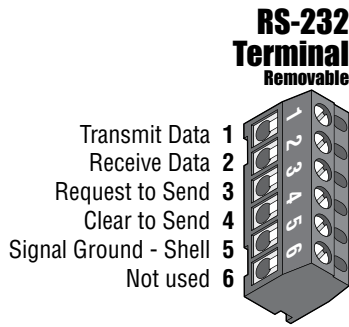 RS-232
Terminal
Removable
Transmit Data 1
Receive Data 2
Request to Send 3
Clear to Send 4
Signal Ground - Shell 5
Not used 6
1
2
3
4
5
6